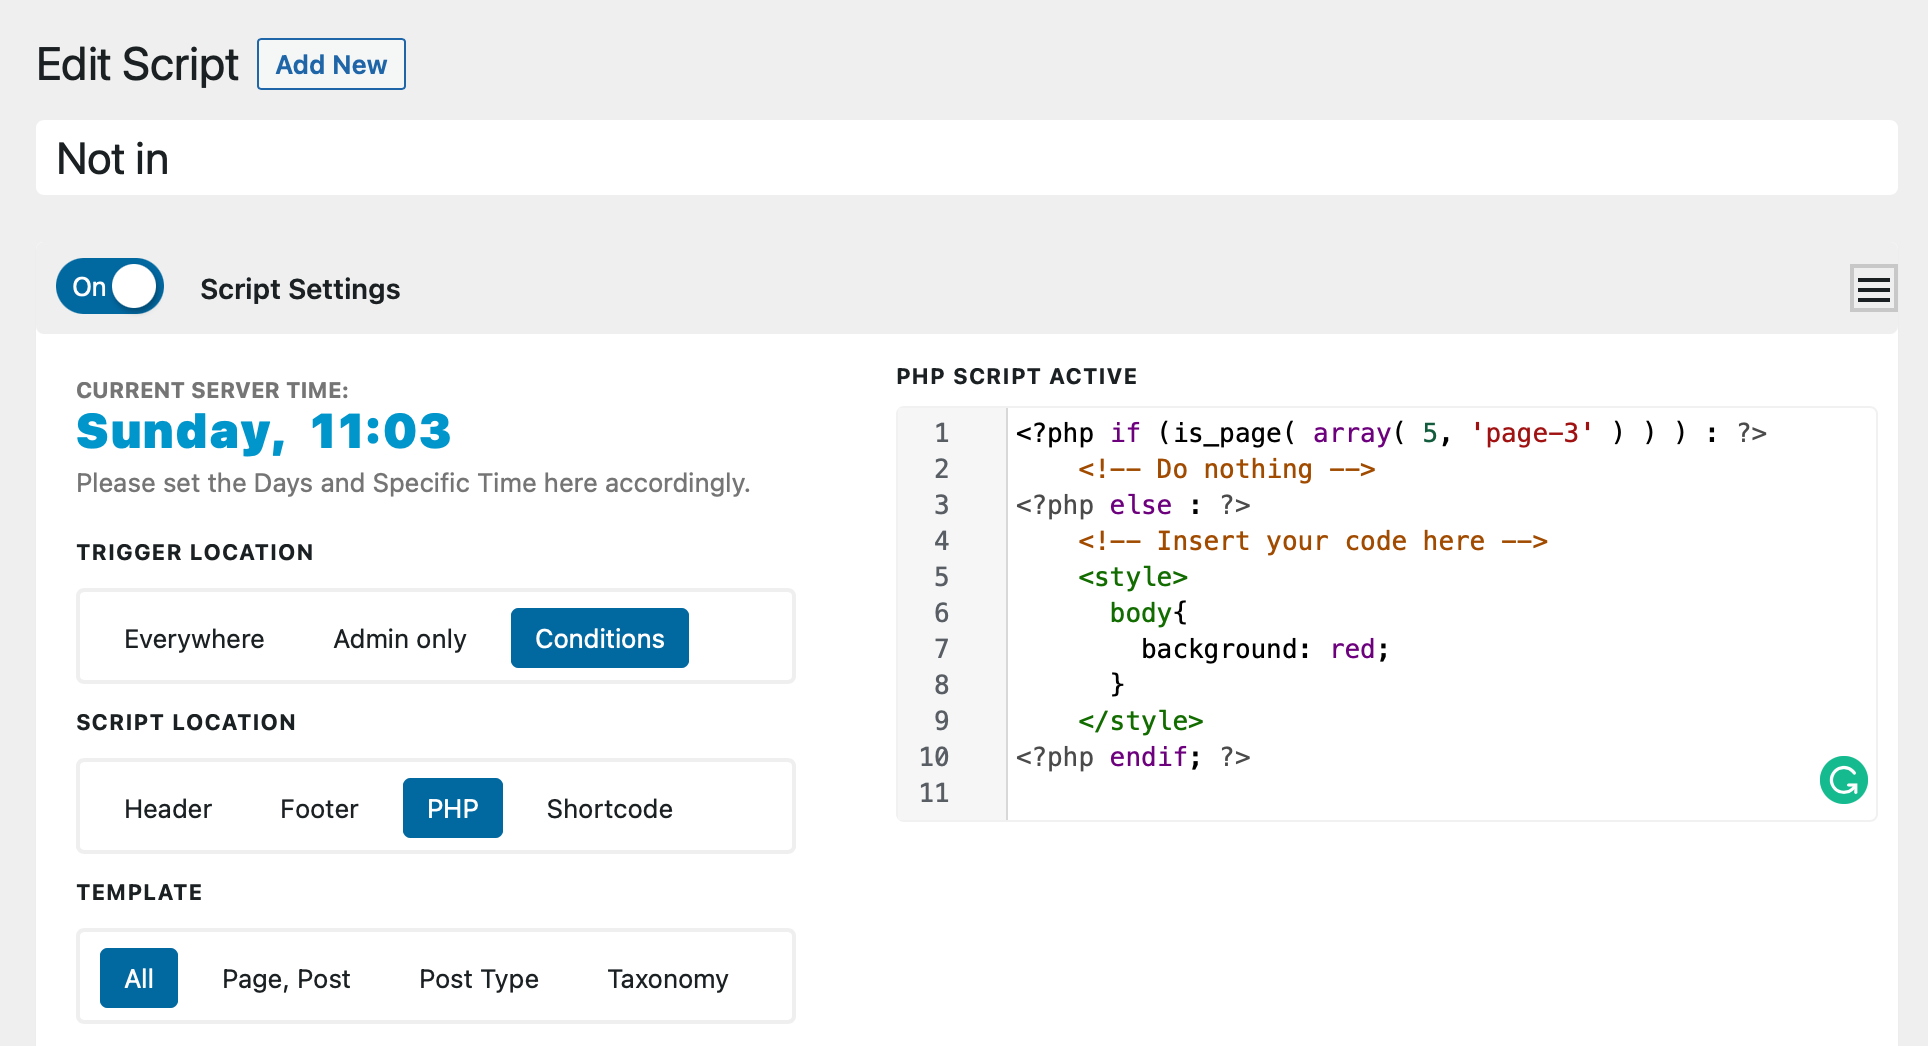 Edit Script Add New
Not in
On Script Settings
CURRENT SERVER TIME:
Sunday, 11:03
Please set the Days and Specific Time here accordingly.
TRIGGER LOCATION
Everywhere Admin only Conditions
SCRIPT LOCATION
Header Footer PHP Shortcode
TEMPLATE
All Page, Post Post Type Taxonomy
PHP SCRIPT ACTIVE
1 <?php if (is_page( array( 5, 'page-3' ) ) ) : ?>
2     <!-- Do nothing -->
3 <?php else : ?>
4     <!-- Insert your code here -->
5     <style>
6       body{
7         background: red;
8       }
9     </style>
10 <?php endif; ?>
11